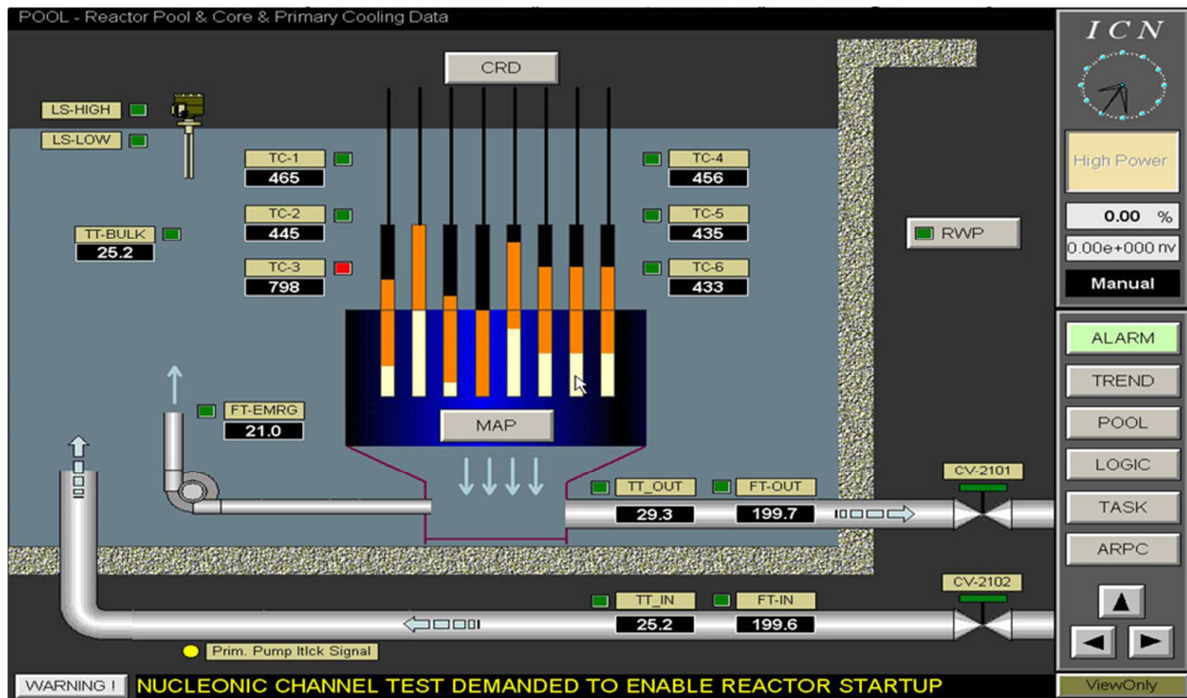 POOL - Reactor Pool & Core & Primary Cooling Data
ICN
CRD
LS-HIGH
LS-LOW
TC-1
465
TC-4
456
High Power
TC-2
445
TC-5
435
0.00 %
TT-BULK
25.2
RWP
0.00e+000 nv
TC-3
798
TC-6
433
Manual
ALARM
TREND
FT-EMRG
21.0
MAP
POOL
LOGIC
CV-2101
TT_OUT
29.3
FT-OUT
199.7
TASK
ARPC
CV-2102
TT_IN
25.2
FT-IN
199.6
Prim. Pump Itlck Signal
WARNING !
NUCLEONIC CHANNEL TEST DEMANDED TO ENABLE REACTOR STARTUP
ViewOnly